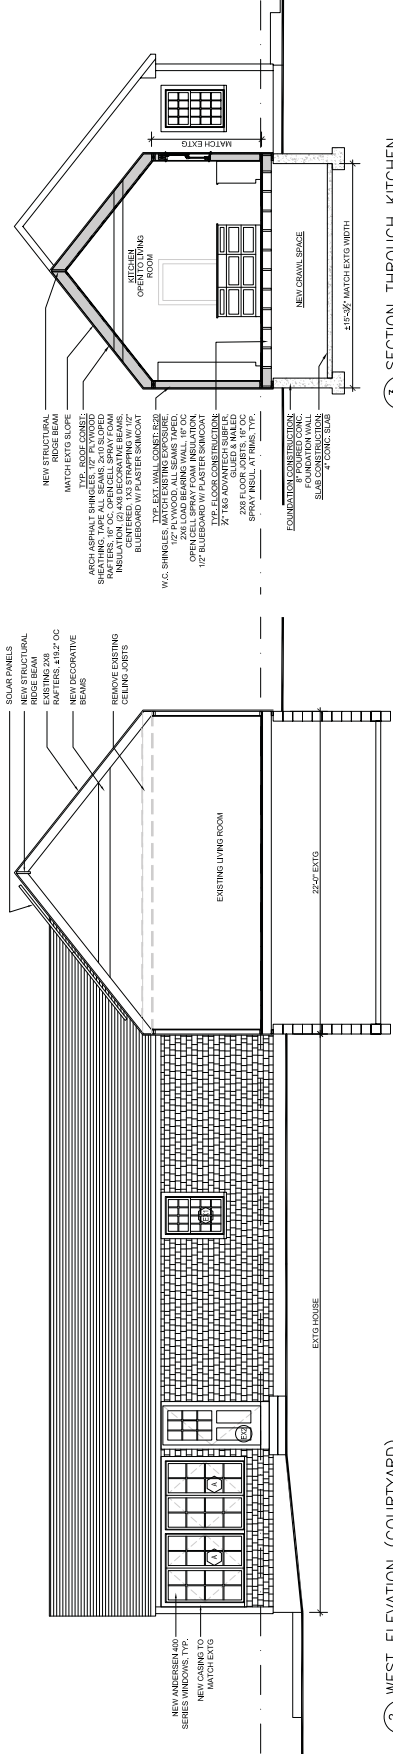 NEW STRUCTURAL
RIDGE BEAM
MATCH EXTG SLOPE
TYP. ROOF CONST:
ARCH ASPHALT SHINGLES, 1/2" PLYWOOD
SHEATHING, TAPE ALL SEAMS, 2x10 SLOPED
RAFTERS, 16" OC, OPEN CELL SPRAY FOAM
INSULATION, (2) 4X8 DECORATIVE BEAMS,
CENTERED, 1X3 STRAPPING W/ 1/2"
BLUEBOARD W/ PLASTER SKIMCOAT
TYP. EXT. WALL CONST: R=20
W.C. SHINGLES, MATCH EXISTING EXPOSURE,
1/2" PLYWOOD, ALL SEAMS TAPED,
2X6 LOAD BEARING WALL, 16" OC
OPEN CELL SPRAY FOAM INSULATION,
1/2" BLUEBOARD W/ PLASTER SKIMCOAT
TYP. FLOOR CONSTRUCTION:
3/4" T&G ADVANTECH SUBFLR,
GLUED & NAILED
2X8 FLOOR JOISTS, 16" OC
SPRAY INSUL. AT RIMS, TYP.
FOUNDATION CONSTRUCTION:
8" POURED CONC.
FOUNDATION WALL
SLAB CONSTRUCTION:
4" CONC. SLAB
KITCHEN
OPEN TO LIVING
ROOM
MATCH EXTG
NEW CRAWL SPACE
±15'-3½" MATCH EXTG WIDTH
3 SECTION THROUGH KITCHEN
SOLAR PANELS
NEW STRUCTURAL
RIDGE BEAM
EXISTING 2X8
RAFTERS, ±19.2" OC
NEW DECORATIVE
BEAMS
REMOVE EXISTING
CEILING JOISTS
EXISTING LIVING ROOM
22'-0" EXTG
EXTG HOUSE
A
A
NEW ANDERSEN 400
SERIES WINDOWS, TYP.
NEW CASING TO
MATCH EXTG
2 WEST ELEVATION (COURTYARD)